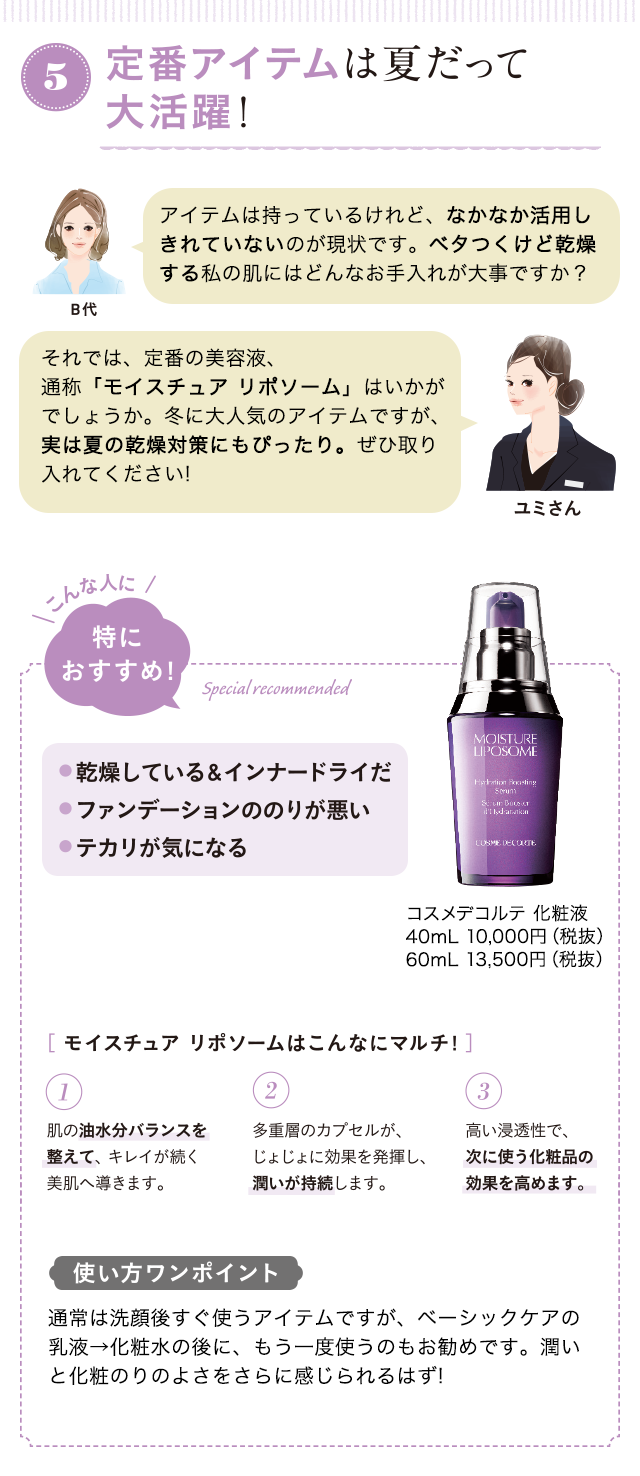 5
定番アイテムは夏だって
大活躍!
アイテムは持っているけれど、なかなか活用し
きれていないのが現状です。ベタつくけど乾燥
する私の肌にはどんなお手入れが大事ですか？
B代
それでは、定番の美容液、
通称「モイスチュア リポソーム」はいかが
でしょうか。冬に大人気のアイテムですが、
実は夏の乾燥対策にもぴったり。ぜひ取り
入れてください!
ユミさん
こんな人に
特に
おすすめ!
Special recommended
MOISTURE
LIPOSOME
Hydration Boosting
Serum
Sérum Booster
d'Hydratation
COSME DECORTE
●乾燥している&インナードライだ
●ファンデーションののりが悪い
●テカリが気になる
コスメデコルテ 化粧液
40mL 10,000円（税抜）
60mL 13,500円（税抜）
[ モイスチュア リポソームはこんなにマルチ! ]
1
肌の油水分バランスを
整えて、キレイが続く
美肌へ導きます。
2
多重層のカプセルが、
じょじょに効果を発揮し、
潤いが持続します。
3
高い浸透性で、
次に使う化粧品の
効果を高めます。
使い方ワンポイント
通常は洗顔後すぐ使うアイテムですが、ベーシックケアの
乳液→化粧水の後に、もう一度使うのもお勧めです。潤い
と化粧のりのよさをさらに感じられるはず!